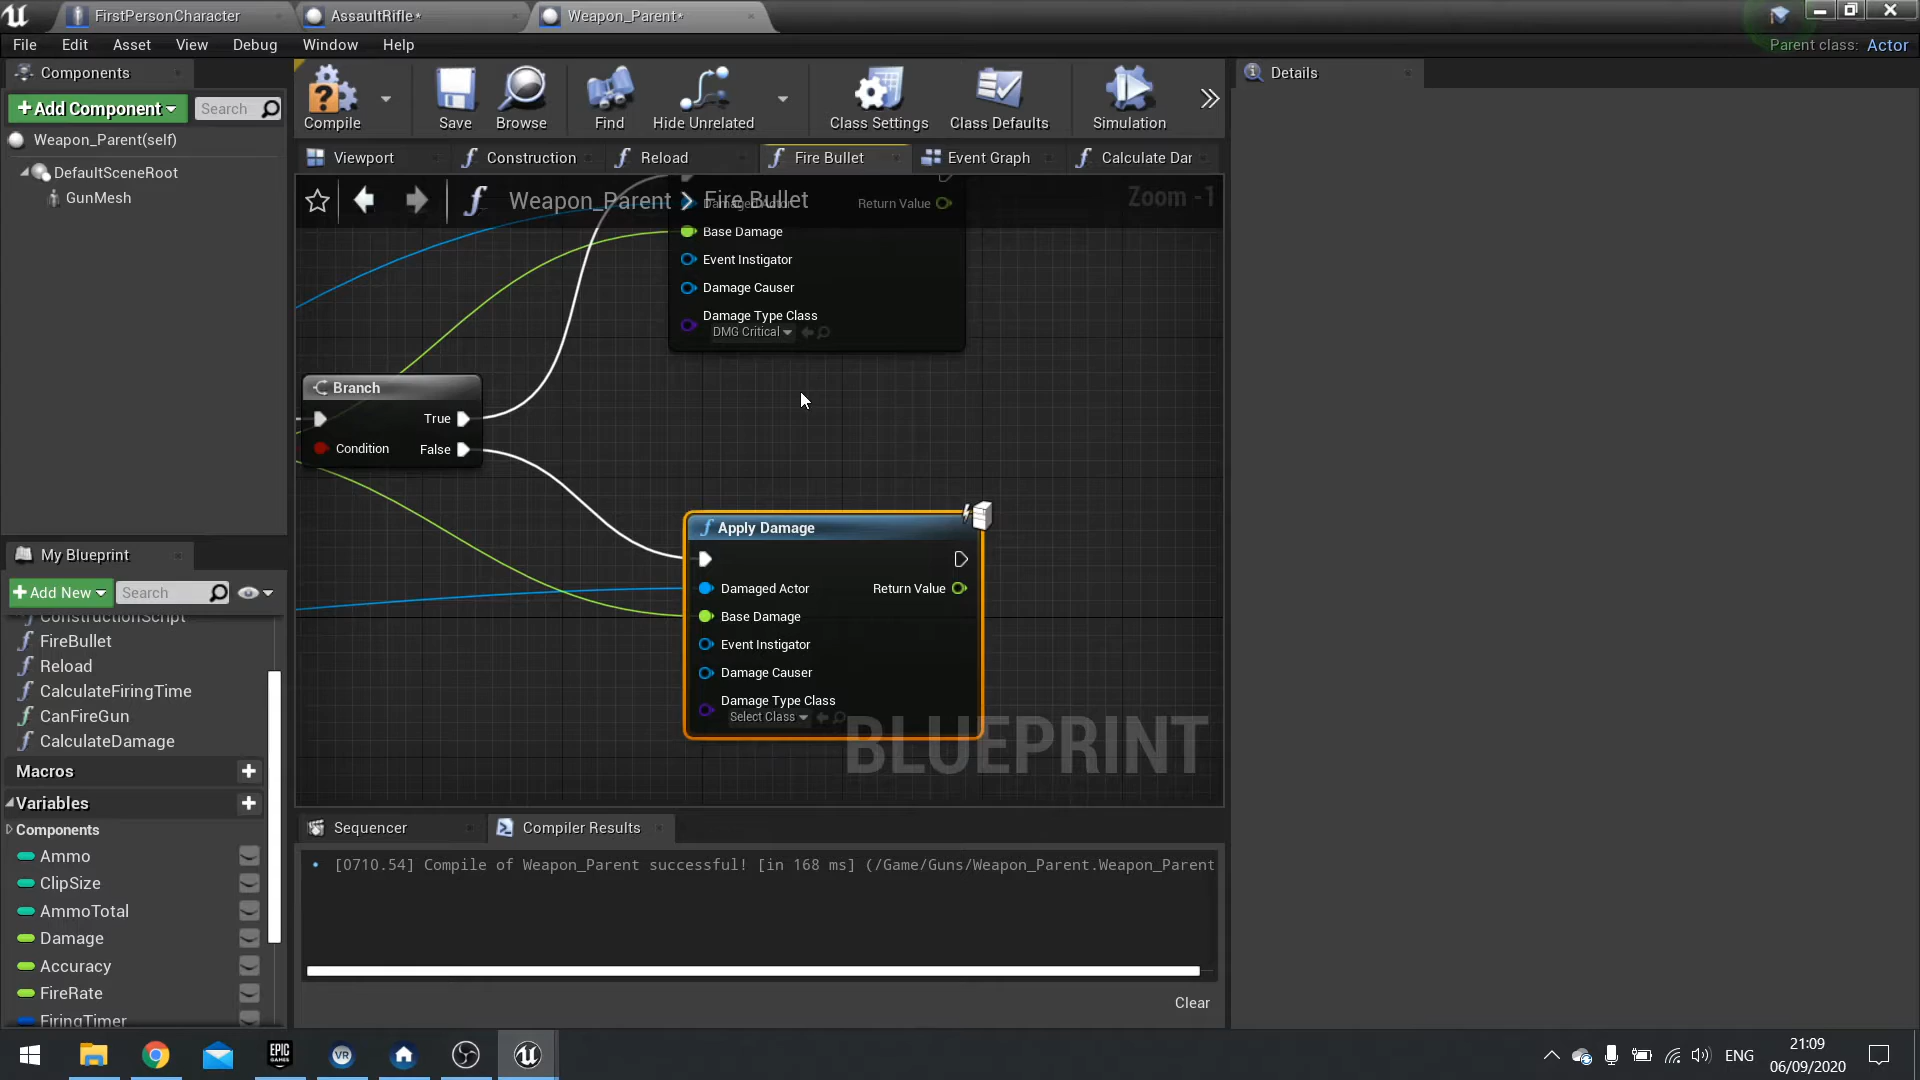 FirstPersonCharacter
AssaultRifle*
Weapon_Parent*
File
Edit
Asset
View
Debug
Window
Help
Parent class: Actor
Components
Add Component
Search
Weapon_Parent(self)
DefaultSceneRoot
GunMesh
Compile
Save
Browse
Find
Hide Unrelated
Class Settings
Class Defaults
Simulation
Details
Viewport
Construction
Reload
Fire Bullet
Event Graph
Calculate Dar
Weapon_Parent > Fire Bullet
Zoom -1
Damaged Actor
Return Value
Base Damage
Event Instigator
Damage Causer
Damage Type Class
DMG Critical
Branch
True
Condition
False
Apply Damage
Damaged Actor
Return Value
Base Damage
Event Instigator
Damage Causer
Damage Type Class
Select Class
BLUEPRINT
My Blueprint
Add New
Search
ConstructionScript
FireBullet
Reload
CalculateFiringTime
CanFireGun
CalculateDamage
Macros
Variables
Components
Ammo
ClipSize
AmmoTotal
Damage
Accuracy
FireRate
FiringTimer
Sequencer
Compiler Results
[0710.54] Compile of Weapon_Parent successful! [in 168 ms] (/Game/Guns/Weapon_Parent.Weapon_Parent
Clear
EPIC
GAMES
VR
ENG
21:09
06/09/2020